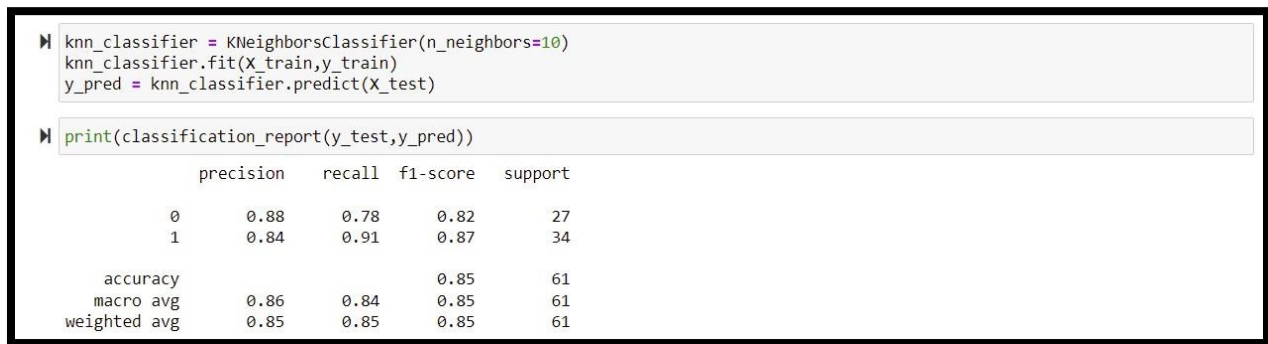 knn_classifier = KNeighborsClassifier(n_neighbors=10)
knn_classifier.fit(X_train,y_train)
y_pred = knn_classifier.predict(X_test)
print(classification_report(y_test,y_pred))
precision recall f1-score support
0 0.88 0.78 0.82 27
1 0.84 0.91 0.87 34
accuracy 0.85 61
macro avg 0.86 0.84 0.85 61
weighted avg 0.85 0.85 0.85 61